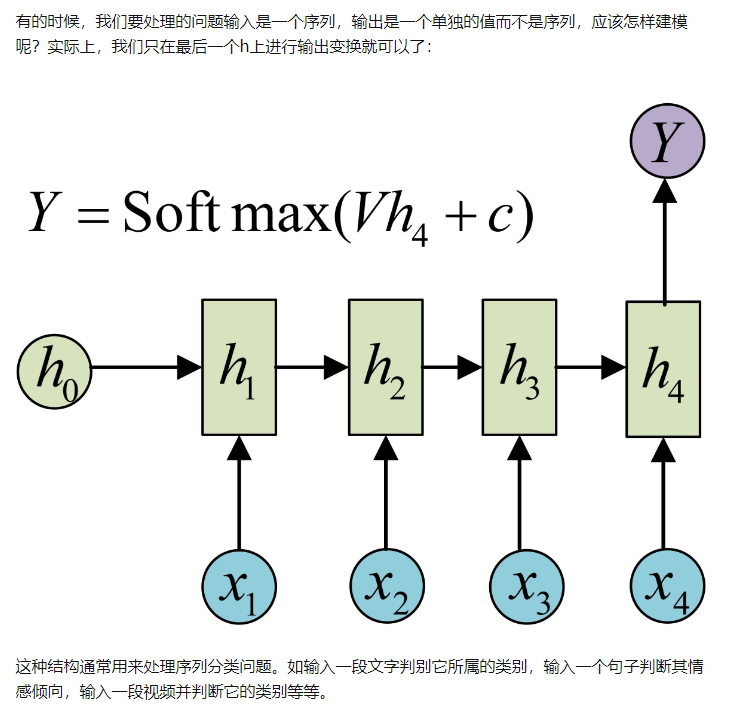 有的时候，我们要处理的问题输入是一个序列，输出是一个单独的值而不是序列，应该怎样建模
呢？实际上，我们只在最后一个h上进行输出变换就可以了：
Y
Y = Soft max(Vh₄ + c)
h₀ h₁ h₂ h₃ h₄
x₁ x₂ x₃ x₄
这种结构通常用来处理序列分类问题。如输入一段文字判别它所属的类别，输入一个句子判断其情
感倾向，输入一段视频并判断它的类别等等。